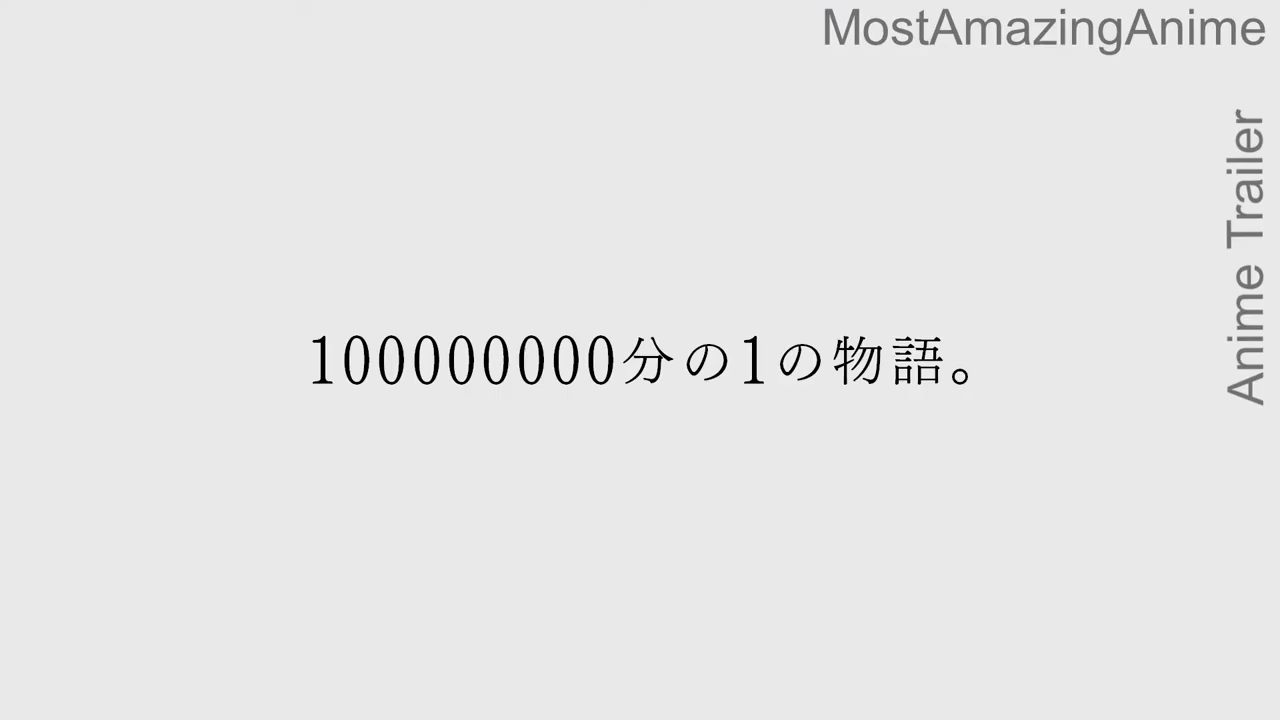 MostAmazingAnime
Anime Trailer
100000000分の1の物語。